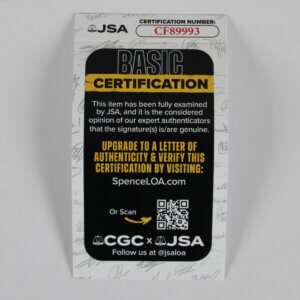 JSA
CERTIFICATION NUMBER:
CF89993
BASIC
CERTIFICATION
This item has been fully examined
by JSA, and it is the considered
opinion of our expert authenticators
that the signature(s) is/are genuine.
UPGRADE TO A LETTER OF
AUTHENTICITY & VERIFY THIS
CERTIFICATION BY VISITING:
SpenceLOA.com
Or Scan
CGC x JSA
Follow us at @jsaloa